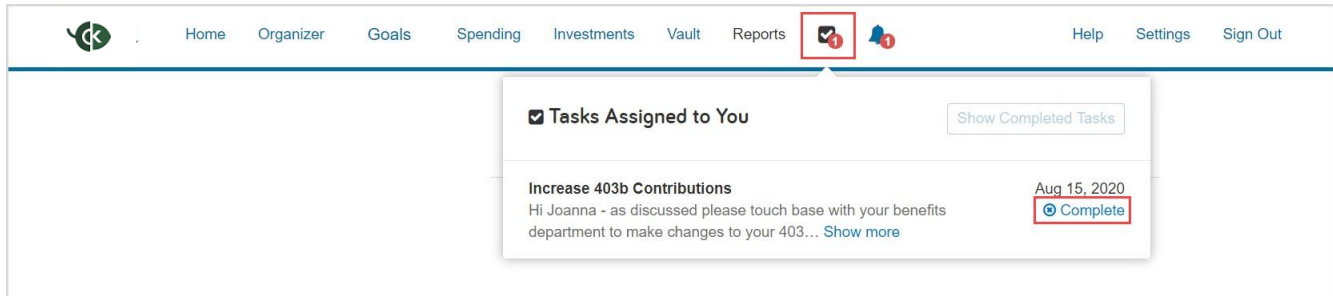 CK . Home Organizer Goals Spending Investments Vault Reports 1 1 Help Settings Sign Out
Tasks Assigned to You Show Completed Tasks
Increase 403b Contributions Aug 15, 2020
Hi Joanna - as discussed please touch base with your benefits Complete
department to make changes to your 403… Show more